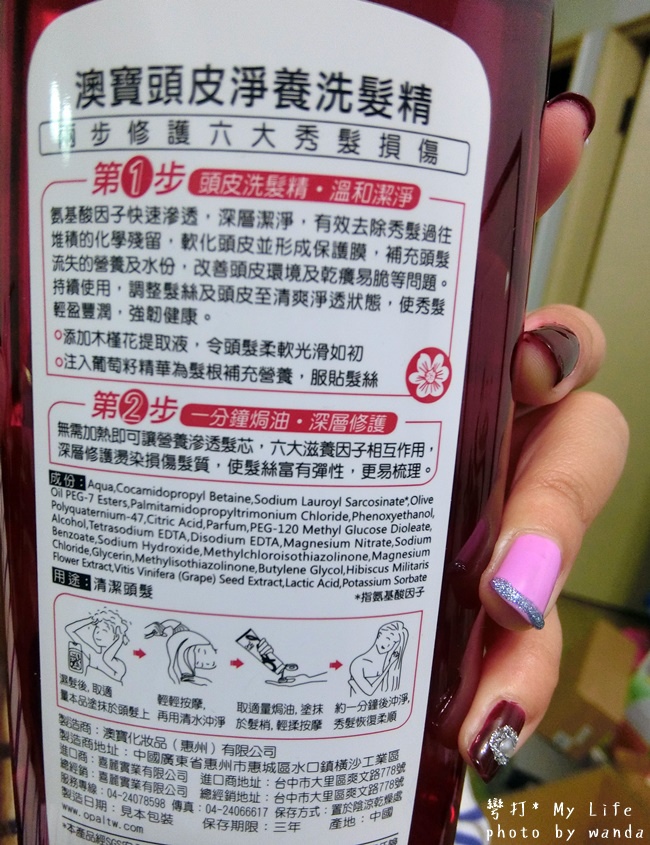 澳寶頭皮淨養洗髮精
兩步修護六大秀髮損傷
第1步 頭皮洗髮精・溫和潔淨
氨基酸因子快速滲透，深層潔淨，有效去除秀髮過往
堆積的化學殘留，軟化頭皮並形成保護膜，補充頭髮
流失的營養及水份，改善頭皮環境及乾癢易脆等問題。
持續使用，調整髮絲及頭皮至清爽淨透狀態，使秀髮
輕盈豐潤，強韌健康。
添加木槿花提取液，令頭髮柔軟光滑如初
注入葡萄籽精華為髮根補充營養，服貼髮絲
第2步 一分鐘焗油・深層修護
無需加熱即可讓營養滲透髮芯，六大滋養因子相互作用，
深層修護燙染損傷髮質，使髮絲富有彈性，更易梳理。
成份：Aqua,Cocamidopropyl Betaine,Sodium Lauroyl Sarcosinate*,Olive
Oil PEG-7 Esters,Palmitamidopropyltrimonium Chloride,Phenoxyethanol,
Polyquaternium-47,Citric Acid,Parfum,PEG-120 Methyl Glucose Dioleate,
Alcohol,Tetrasodium EDTA,Disodium EDTA,Magnesium Nitrate,Sodium
Benzoate,Sodium Hydroxide,Methylchloroisothiazolinone,Magnesium
Chloride,Glycerin,Methylisothiazolinone,Butylene Glycol,Hibiscus Militaris
Flower Extract,Vitis Vinifera (Grape) Seed Extract,Lactic Acid,Potassium Sorbate
*指氨基酸因子
用途：清潔頭髮
濕髮後, 取適
量本品塗抹於頭髮上
輕輕按摩,
再用清水沖淨
取適量焗油, 塗抹
於髮梢, 輕揉按摩
約一分鐘後沖淨,
秀髮恢復柔順
製造商：澳寶化妝品（惠州）有限公司
製造商地址：中國廣東省惠州市惠城區水口鎮橫沙工業區
進口商：嘉麗實業有限公司 進口商地址：台中市大里區爽文路778號
總經銷：嘉麗實業有限公司 總經銷地址：台中市大里區爽文路778號
服務專線：04-24078598 傳真：04-24066617 保存方式：置於陰涼乾燥處
製造日期：見本包裝 保存期限：三年 產地：中國
www.opaltw.com
*本產品經SGS
彎打* My Life
photo by wanda